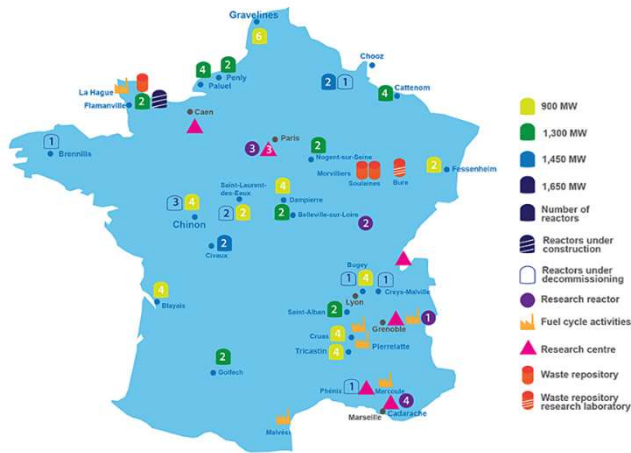 Gravelines
6
Chooz
4
2
Penly
Paluel
2
1
Cattenom
4
La Hague
Flamanville
2
Caen
Paris
3
3
1
Brennilis
2
Nogent-sur-Seine
Morvilliers
Soulaines
Bure
2
Fessenheim
Saint-Laurent-
des-Eaux
4
Dampierre
3
4
Chinon
2
2
2
Belleville-sur-Loire
2
2
Civaux
Bugey
1
4
1
Creys-Malville
Lyon
4
Blayais
Saint-Alban
2
Grenoble
1
Cruas
4
Pierrelatte
Tricastin
4
2
Golfech
Phénix
1
Marcoule
4
Marseille
Cadarache
Malvési
900 MW
1,300 MW
1,450 MW
1,650 MW
Number of
reactors
Reactors under
construction
Reactors under
decommissioning
Research reactor
Fuel cycle activities
Research centre
Waste repository
Waste repository
research laboratory